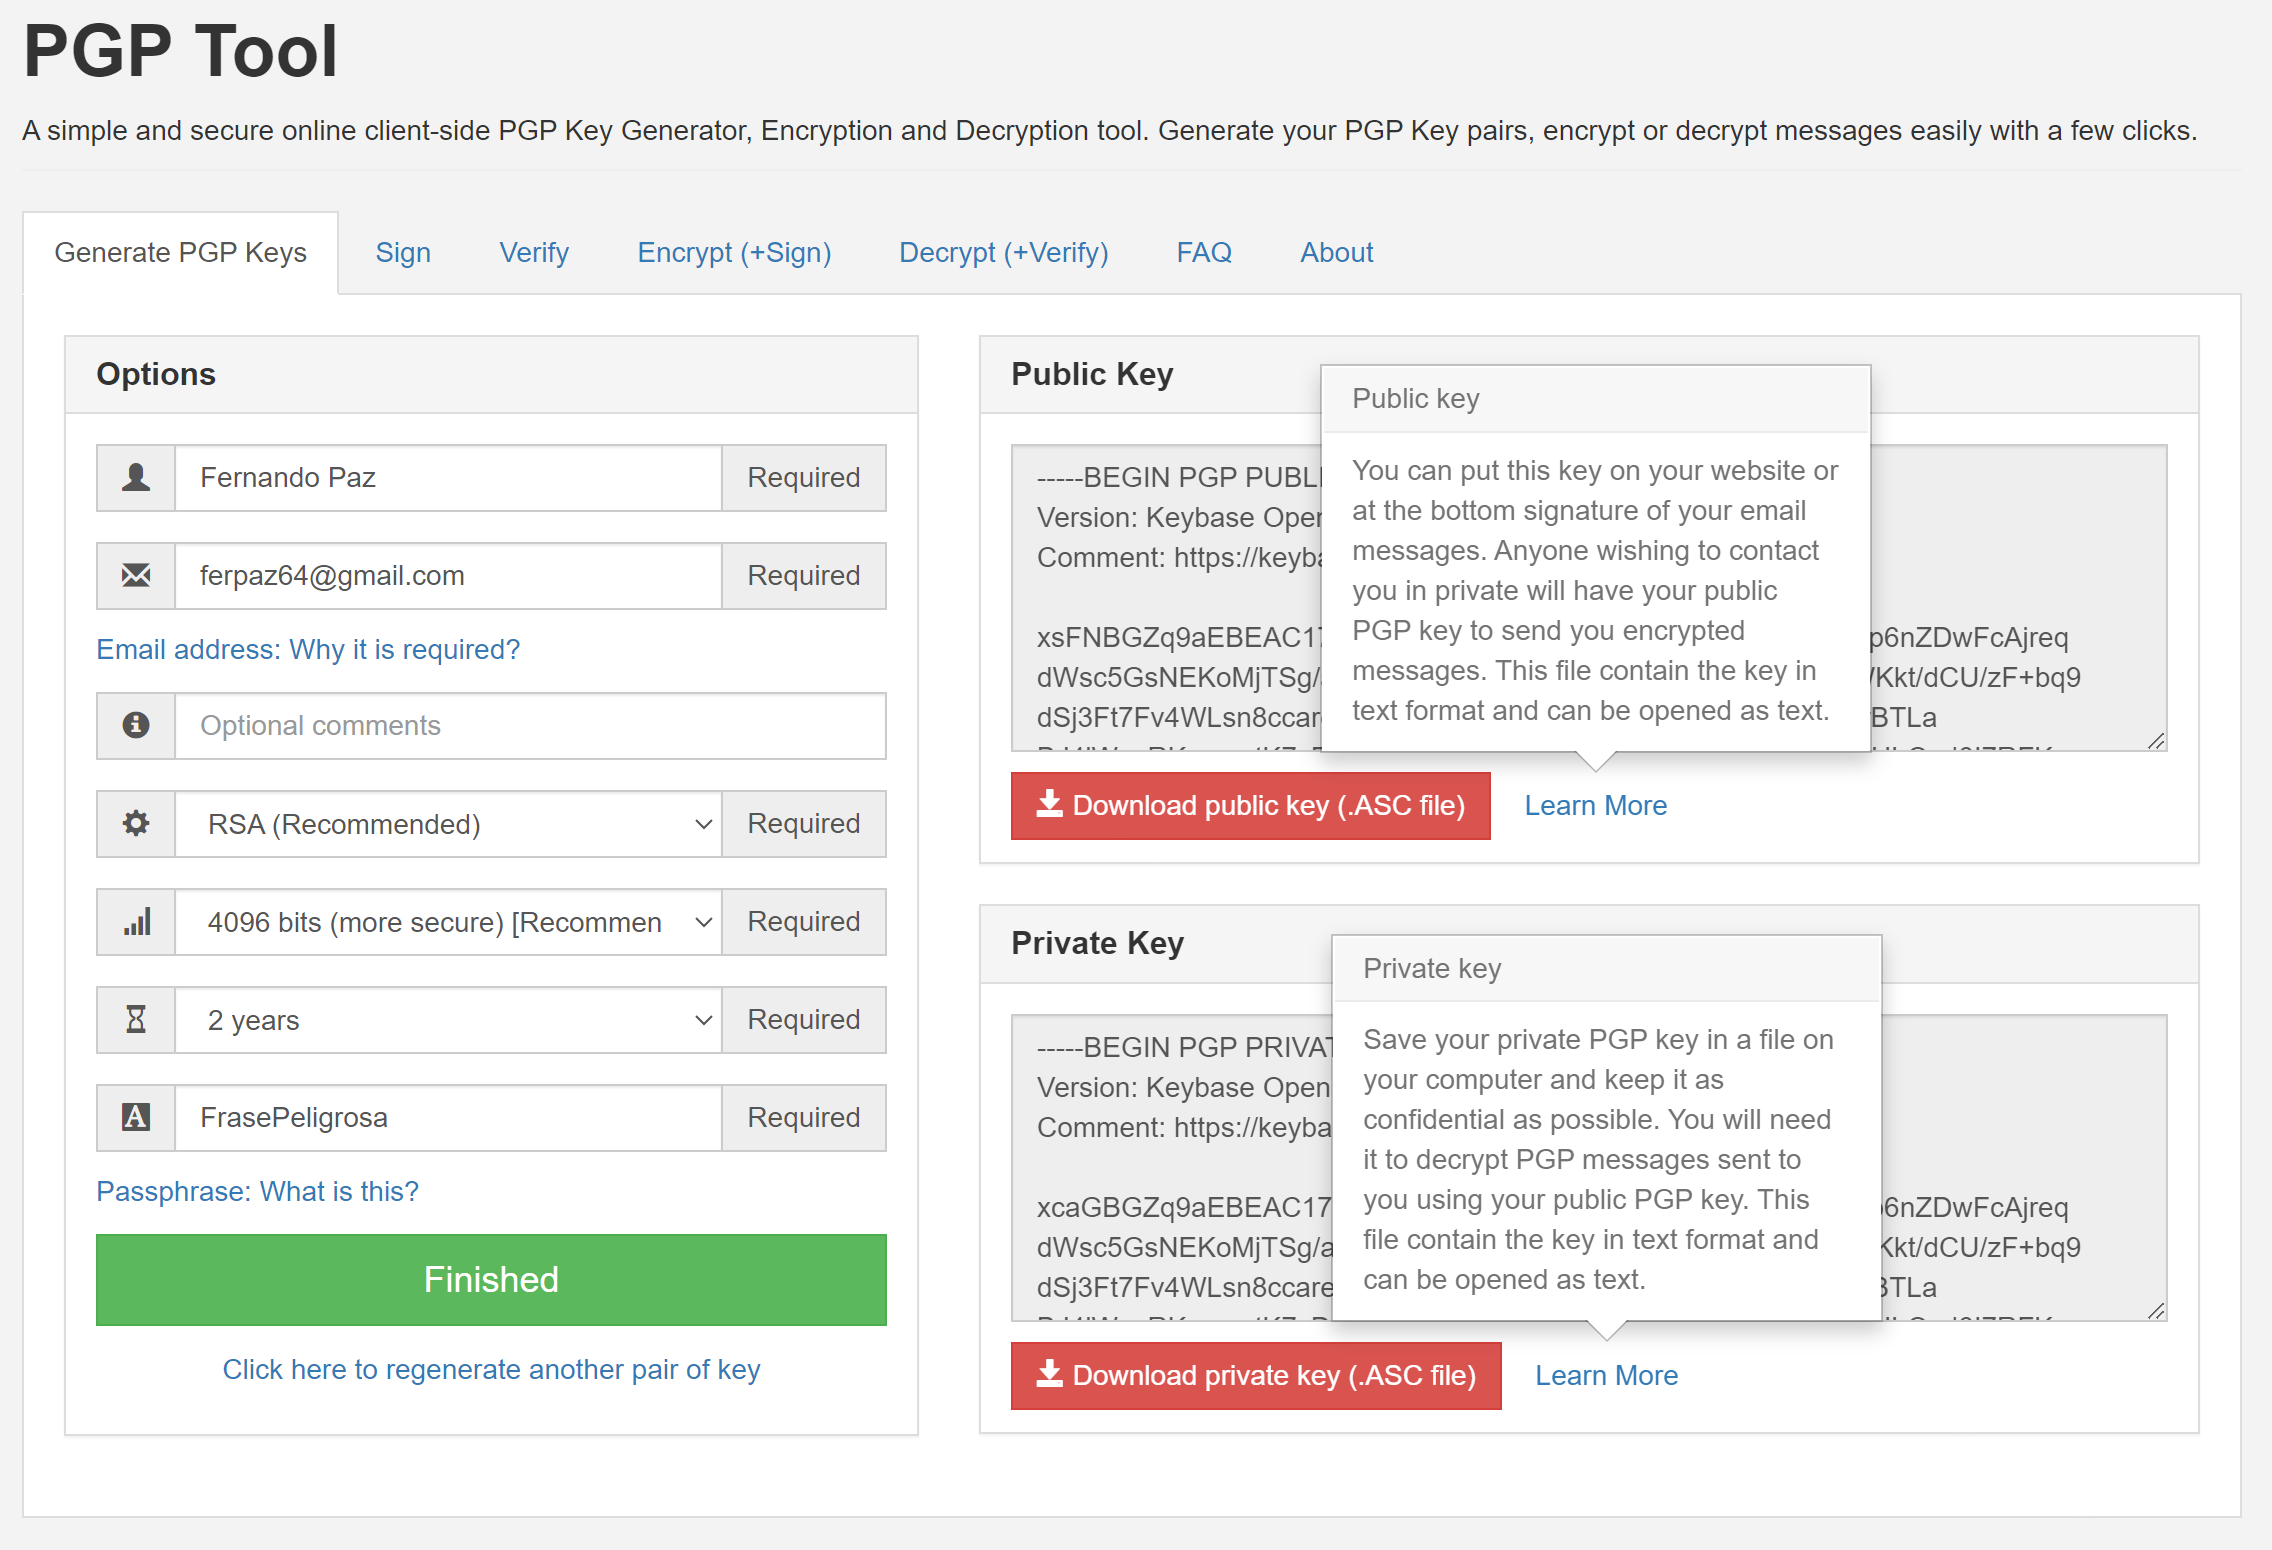 PGP Tool
A simple and secure online client-side PGP Key Generator, Encryption and Decryption tool. Generate your PGP Key pairs, encrypt or decrypt messages easily with a few clicks.
Generate PGP Keys
Sign
Verify
Encrypt (+Sign)
Decrypt (+Verify)
FAQ
About
Options
Fernando Paz
Required
ferpaz64@gmail.com
Required
Email address: Why it is required?
Optional comments
RSA (Recommended)
Required
4096 bits (more secure) [Recommen
Required
2 years
Required
FrasePeligrosa
Required
Passphrase: What is this?
Finished
Click here to regenerate another pair of key
Public Key
-----BEGIN PGP PUBLI
Version: Keybase Oper
Comment: https://keyba
xsFNBGZq9aEBEAC17 p6nZDwFcAjreq
dWsc5GsNEKoMjTSg/ Kkt/dCU/zF+bq9
dSj3Ft7Fv4WLsn8ccar BTLa
Public key
You can put this key on your website or
at the bottom signature of your email
messages. Anyone wishing to contact
you in private will have your public
PGP key to send you encrypted
messages. This file contain the key in
text format and can be opened as text.
Download public key (.ASC file)
Learn More
Private Key
-----BEGIN PGP PRIVAT
Version: Keybase Open
Comment: https://keyba
xcaGBGZq9aEBEAC17 6nZDwFcAjreq
dWsc5GsNEKoMjTSg/a Kkt/dCU/zF+bq9
dSj3Ft7Fv4WLsn8ccare BTLa
Private key
Save your private PGP key in a file on
your computer and keep it as
confidential as possible. You will need
it to decrypt PGP messages sent to
you using your public PGP key. This
file contain the key in text format and
can be opened as text.
Download private key (.ASC file)
Learn More